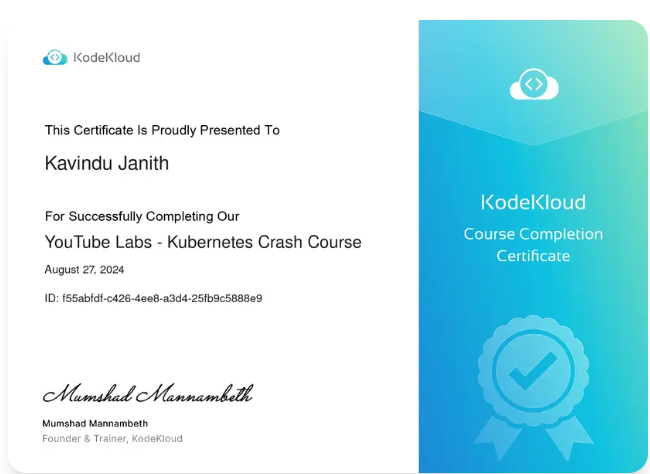 KodeKloud
This Certificate Is Proudly Presented To
Kavindu Janith
For Successfully Completing Our
YouTube Labs - Kubernetes Crash Course
August 27, 2024
ID: f55abfdf-c426-4ee8-a3d4-25fb9c5888e9
Mumshad Mannambeth
Mumshad Mannambeth
Founder & Trainer, KodeKloud
KodeKloud
Course Completion
Certificate